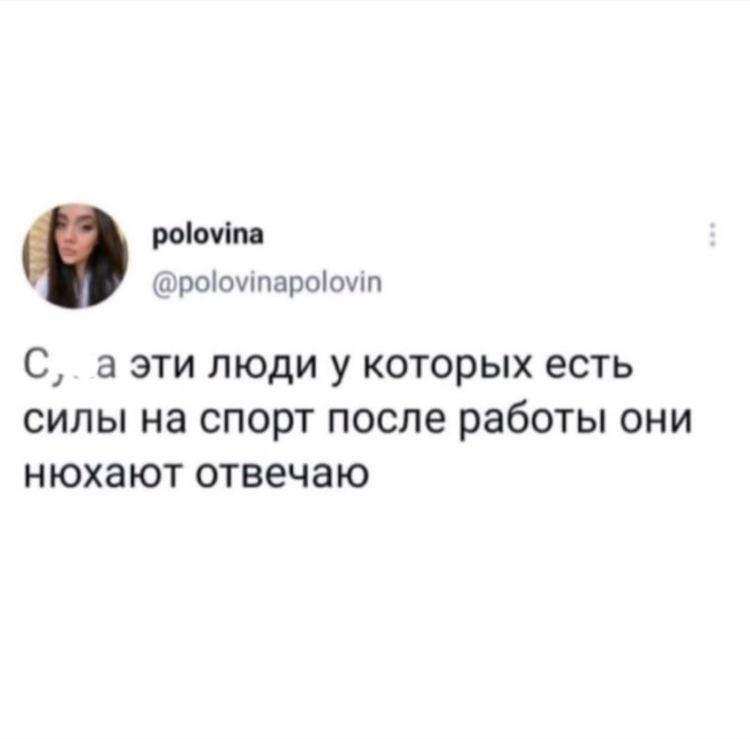 polovina
@polovinapolovin
а эти люди у которых есть
силы на спорт после работы они
нюхают отвечаю